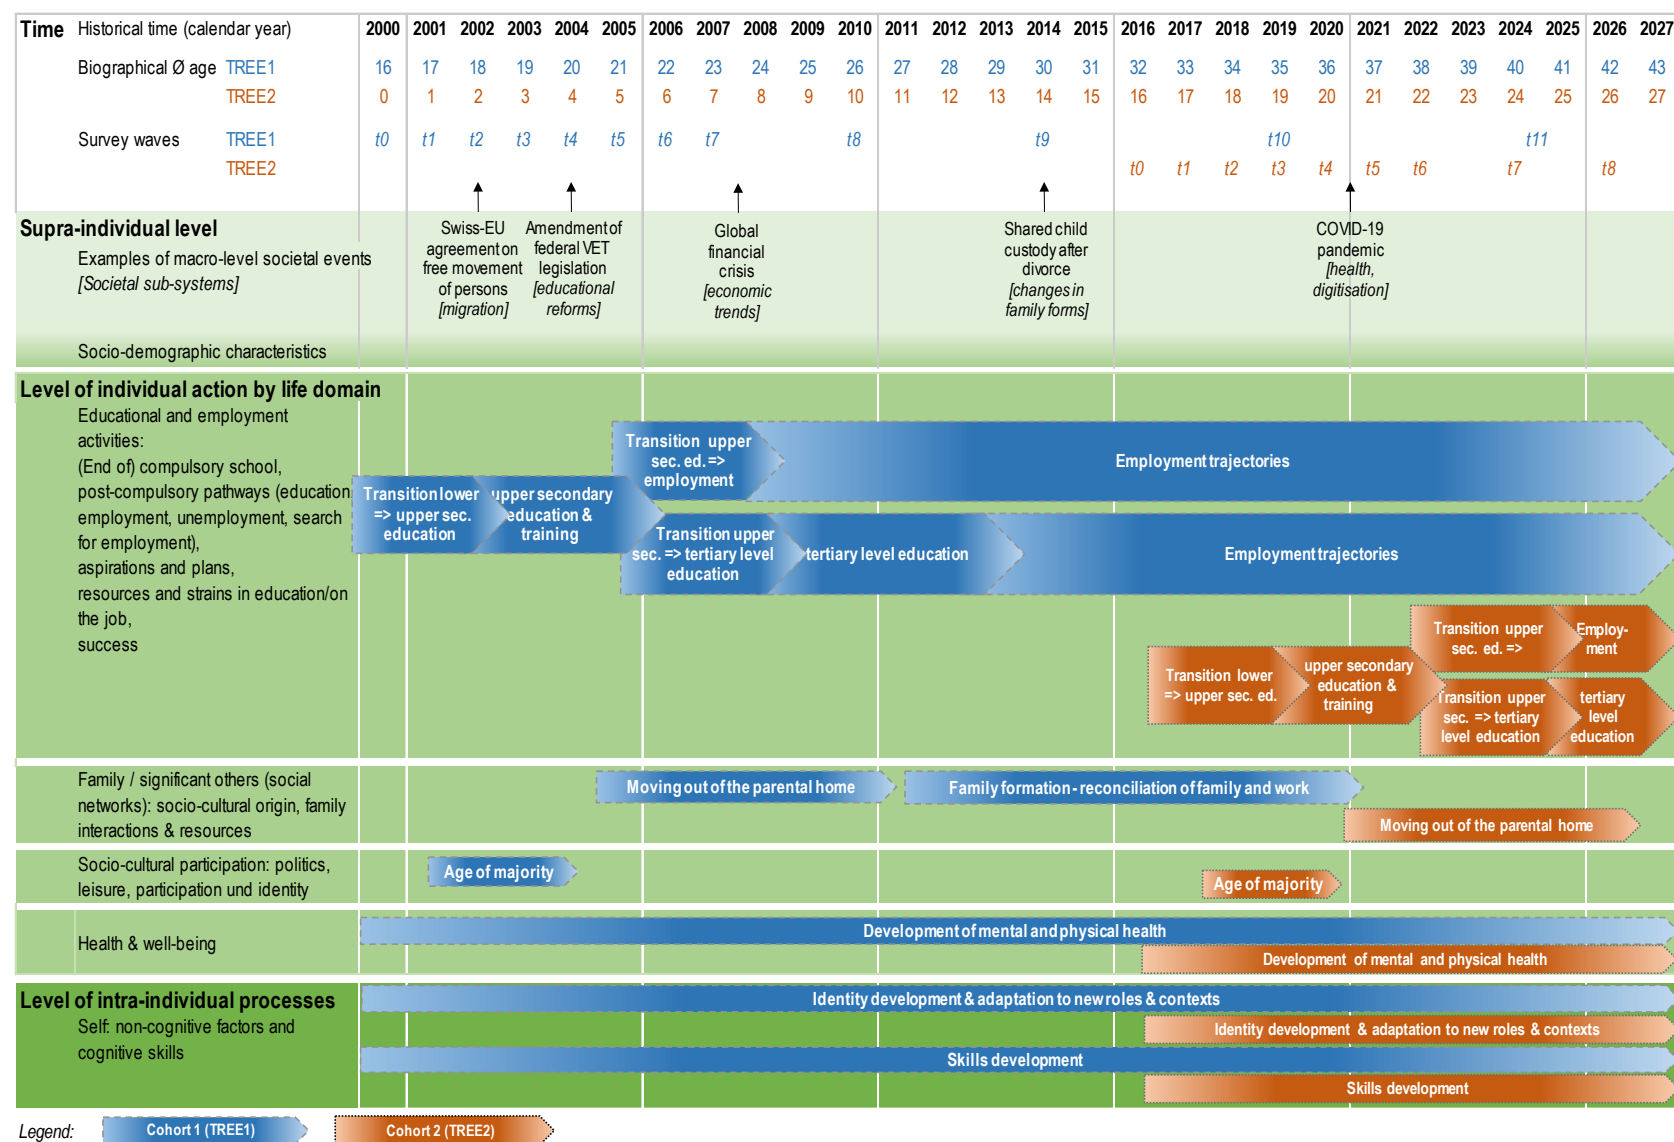 Time Historical time (calendar year) 2000 2001 2002 2003 2004 2005 2006 2007 2008 2009 2010 2011 2012 2013 2014 2015 2016 2017 2018 2019 2020 2021 2022 2023 2024 2025 2026 2027
Biographical Ø age TREE1 16 17 18 19 20 21 22 23 24 25 26 27 28 29 30 31 32 33 34 35 36 37 38 39 40 41 42 43
TREE2 0 1 2 3 4 5 6 7 8 9 10 11 12 13 14 15 16 17 18 19 20 21 22 23 24 25 26 27
Survey waves TREE1 t0 t1 t2 t3 t4 t5 t6 t7 t8 t9 t10 t11
TREE2 t0 t1 t2 t3 t4 t5 t6 t7 t8
Supra-individual level
Examples of macro-level societal events
[Societal sub-systems]
Swiss-EU
agreement on
free movement
of persons
[migration]
Amendment of
federal VET
legislation
[educational
reforms]
Global
financial
crisis
[economic
trends]
Shared child
custody after
divorce
[changes in
family forms]
COVID-19
pandemic
[health,
digitisation]
Socio-demographic characteristics
Level of individual action by life domain
Educational and employment
activities:
(End of) compulsory school,
post-compulsory pathways (education
employment, unemployment, search
for employment),
aspirations and plans,
resources and strains in education/on
the job,
success
Transition lower
=> upper sec.
education
upper secondary
education &
training
Transition upper
sec. ed. =>
employment
Employment trajectories
Transition upper
sec. => tertiary level
education
tertiary level education
Employment trajectories
Transition lower
=> upper sec. ed.
upper secondary
education &
training
Transition upper
sec. ed. =>
Employ-
ment
Transition upper
sec. => tertiary
level education
tertiary
level
education
Family / significant others (social
networks): socio-cultural origin, family
interactions & resources
Moving out of the parental home
Family formation - reconciliation of family and work
Moving out of the parental home
Socio-cultural participation: politics,
leisure, participation und identity
Age of majority
Age of majority
Health & well-being
Development of mental and physical health
Development of mental and physical health
Level of intra-individual processes
Self: non-cognitive factors and
cognitive skills
Identity development & adaptation to new roles & contexts
Identity development & adaptation to new roles & contexts
Skills development
Skills development
Legend: Cohort 1 (TREE1) Cohort 2 (TREE2)